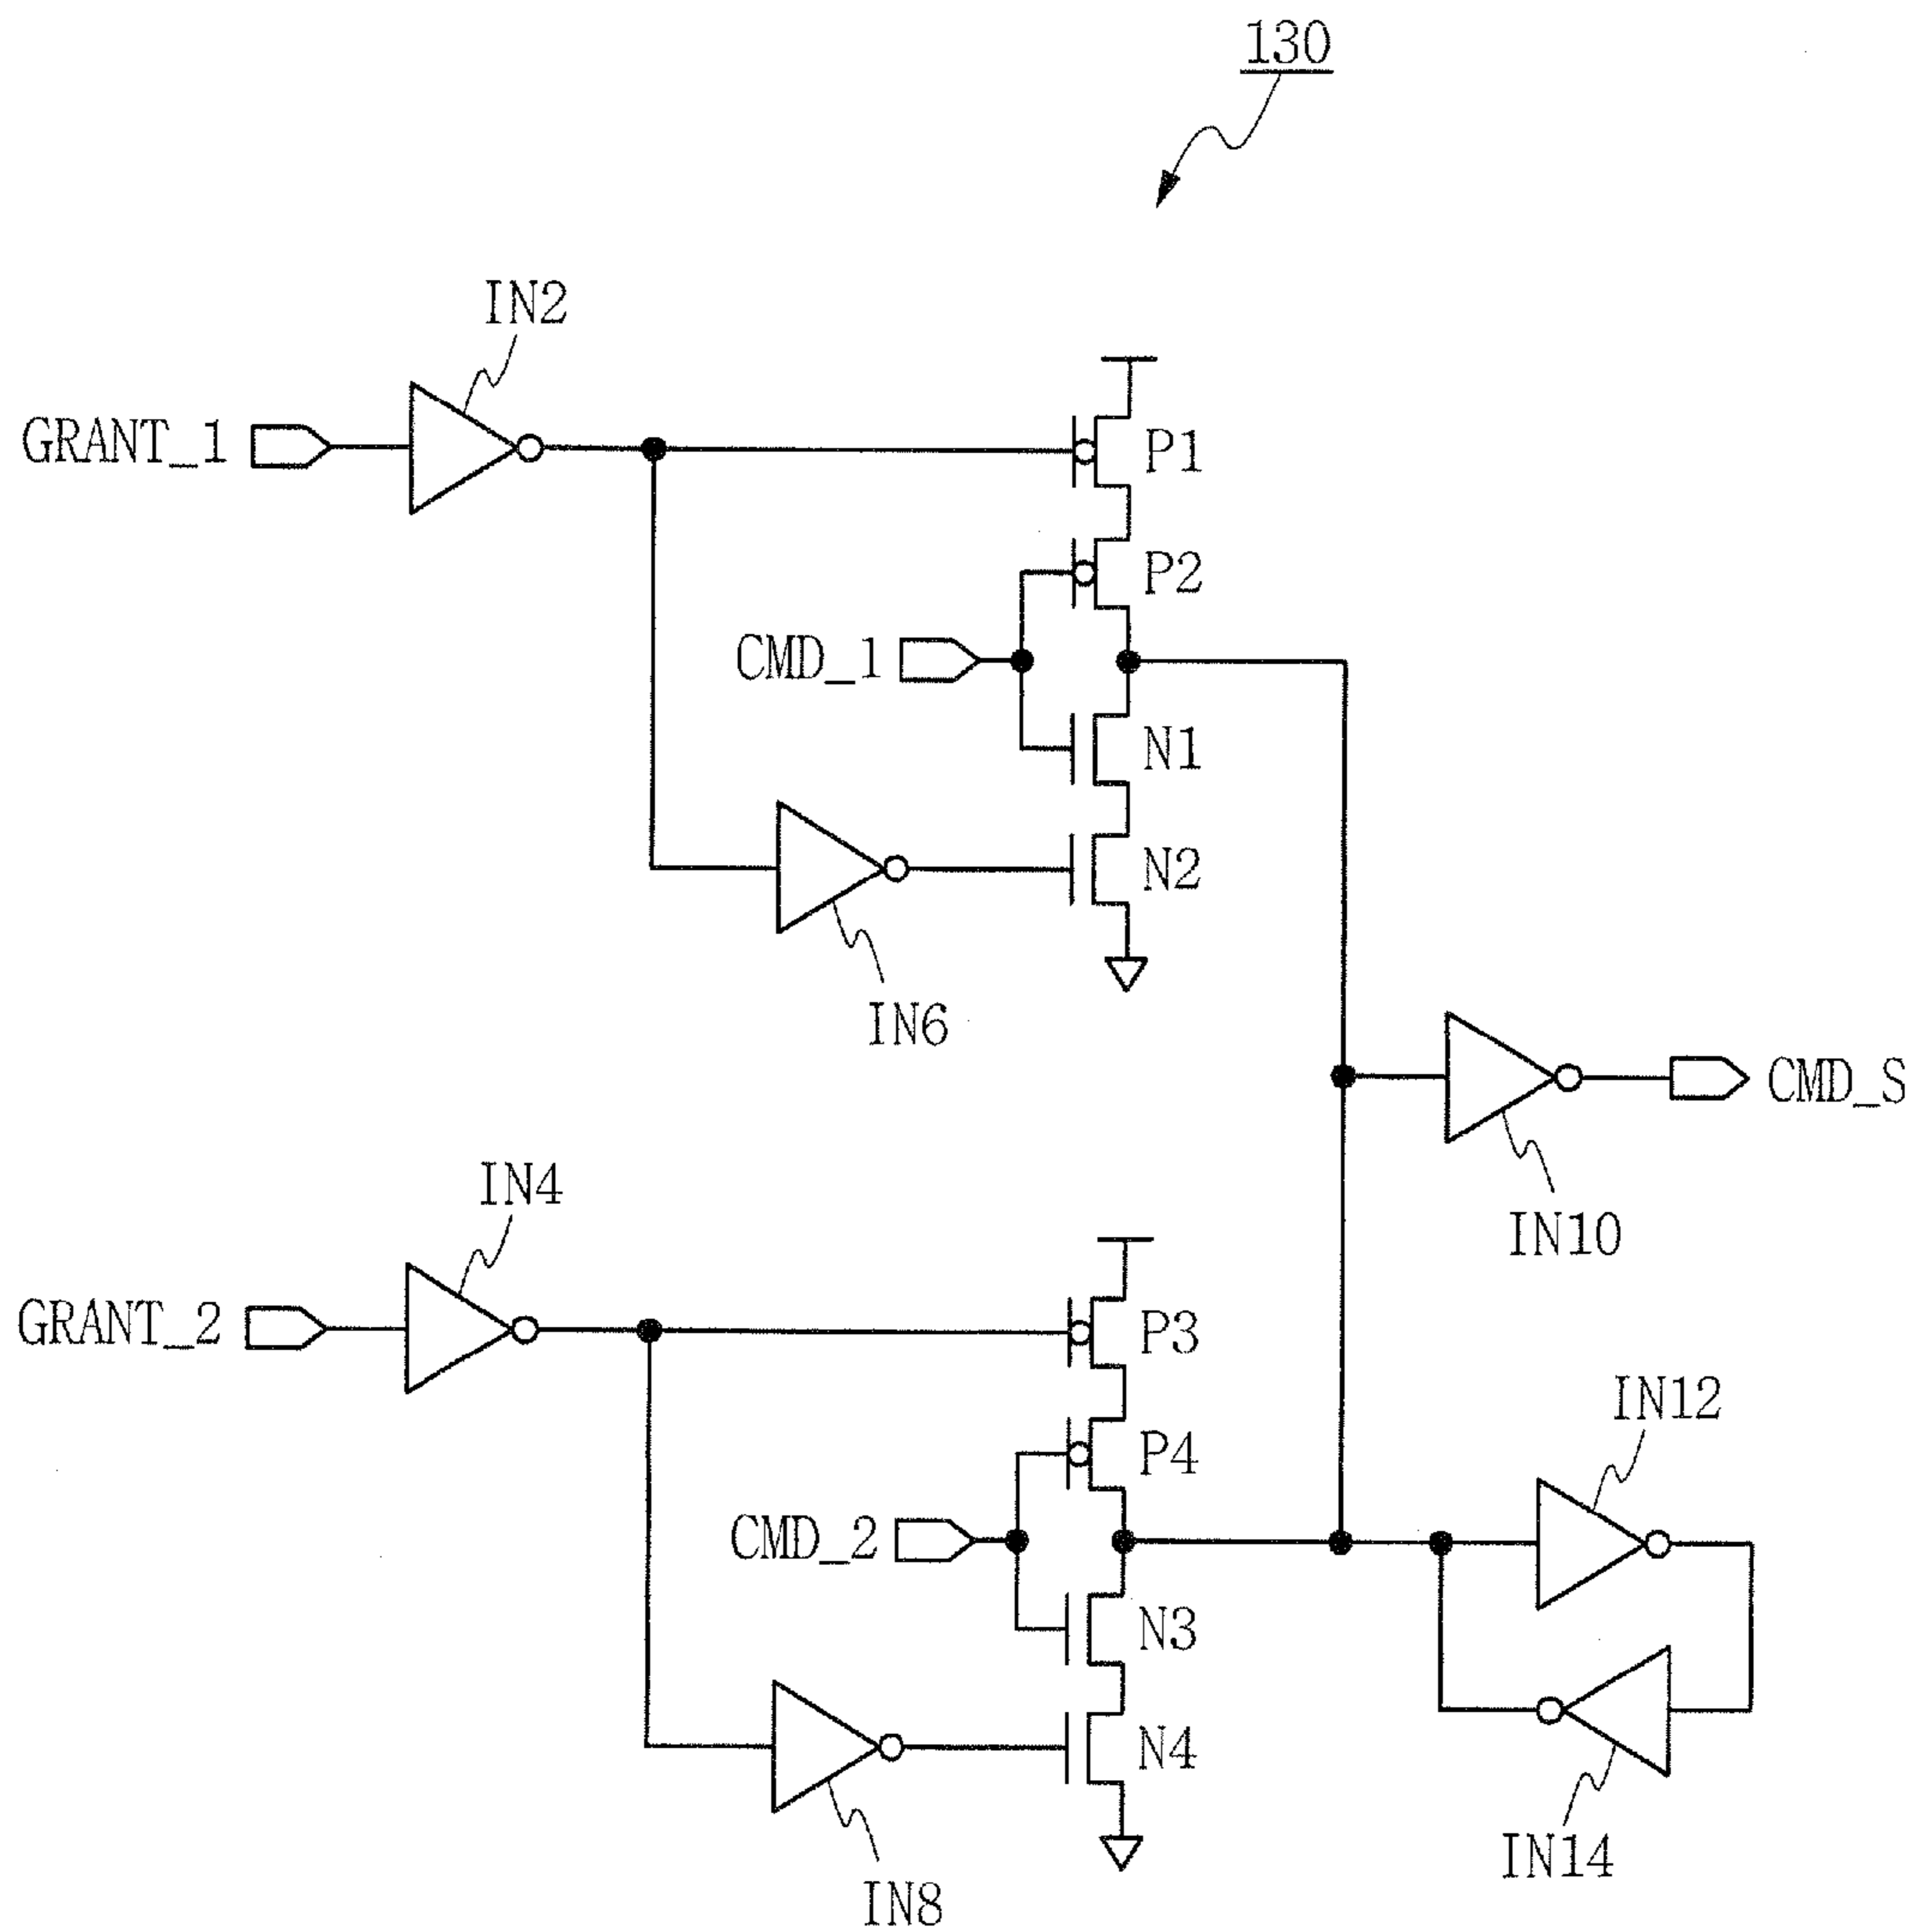 130
IN2
GRANT_1
P1
P2
CMD_1
N1
N2
IN6
CMD_S
IN10
IN4
GRANT_2
P3
P4
CMD_2
N3
N4
IN8
IN12
IN14